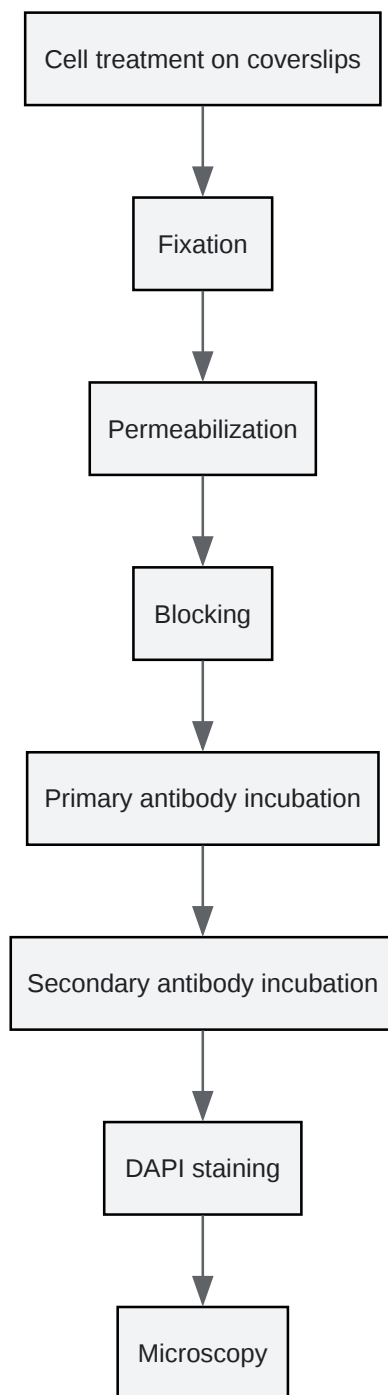 Cell treatment on coverslips
Fixation
Permeabilization
Blocking
Primary antibody incubation
Secondary antibody incubation
DAPI staining
Microscopy